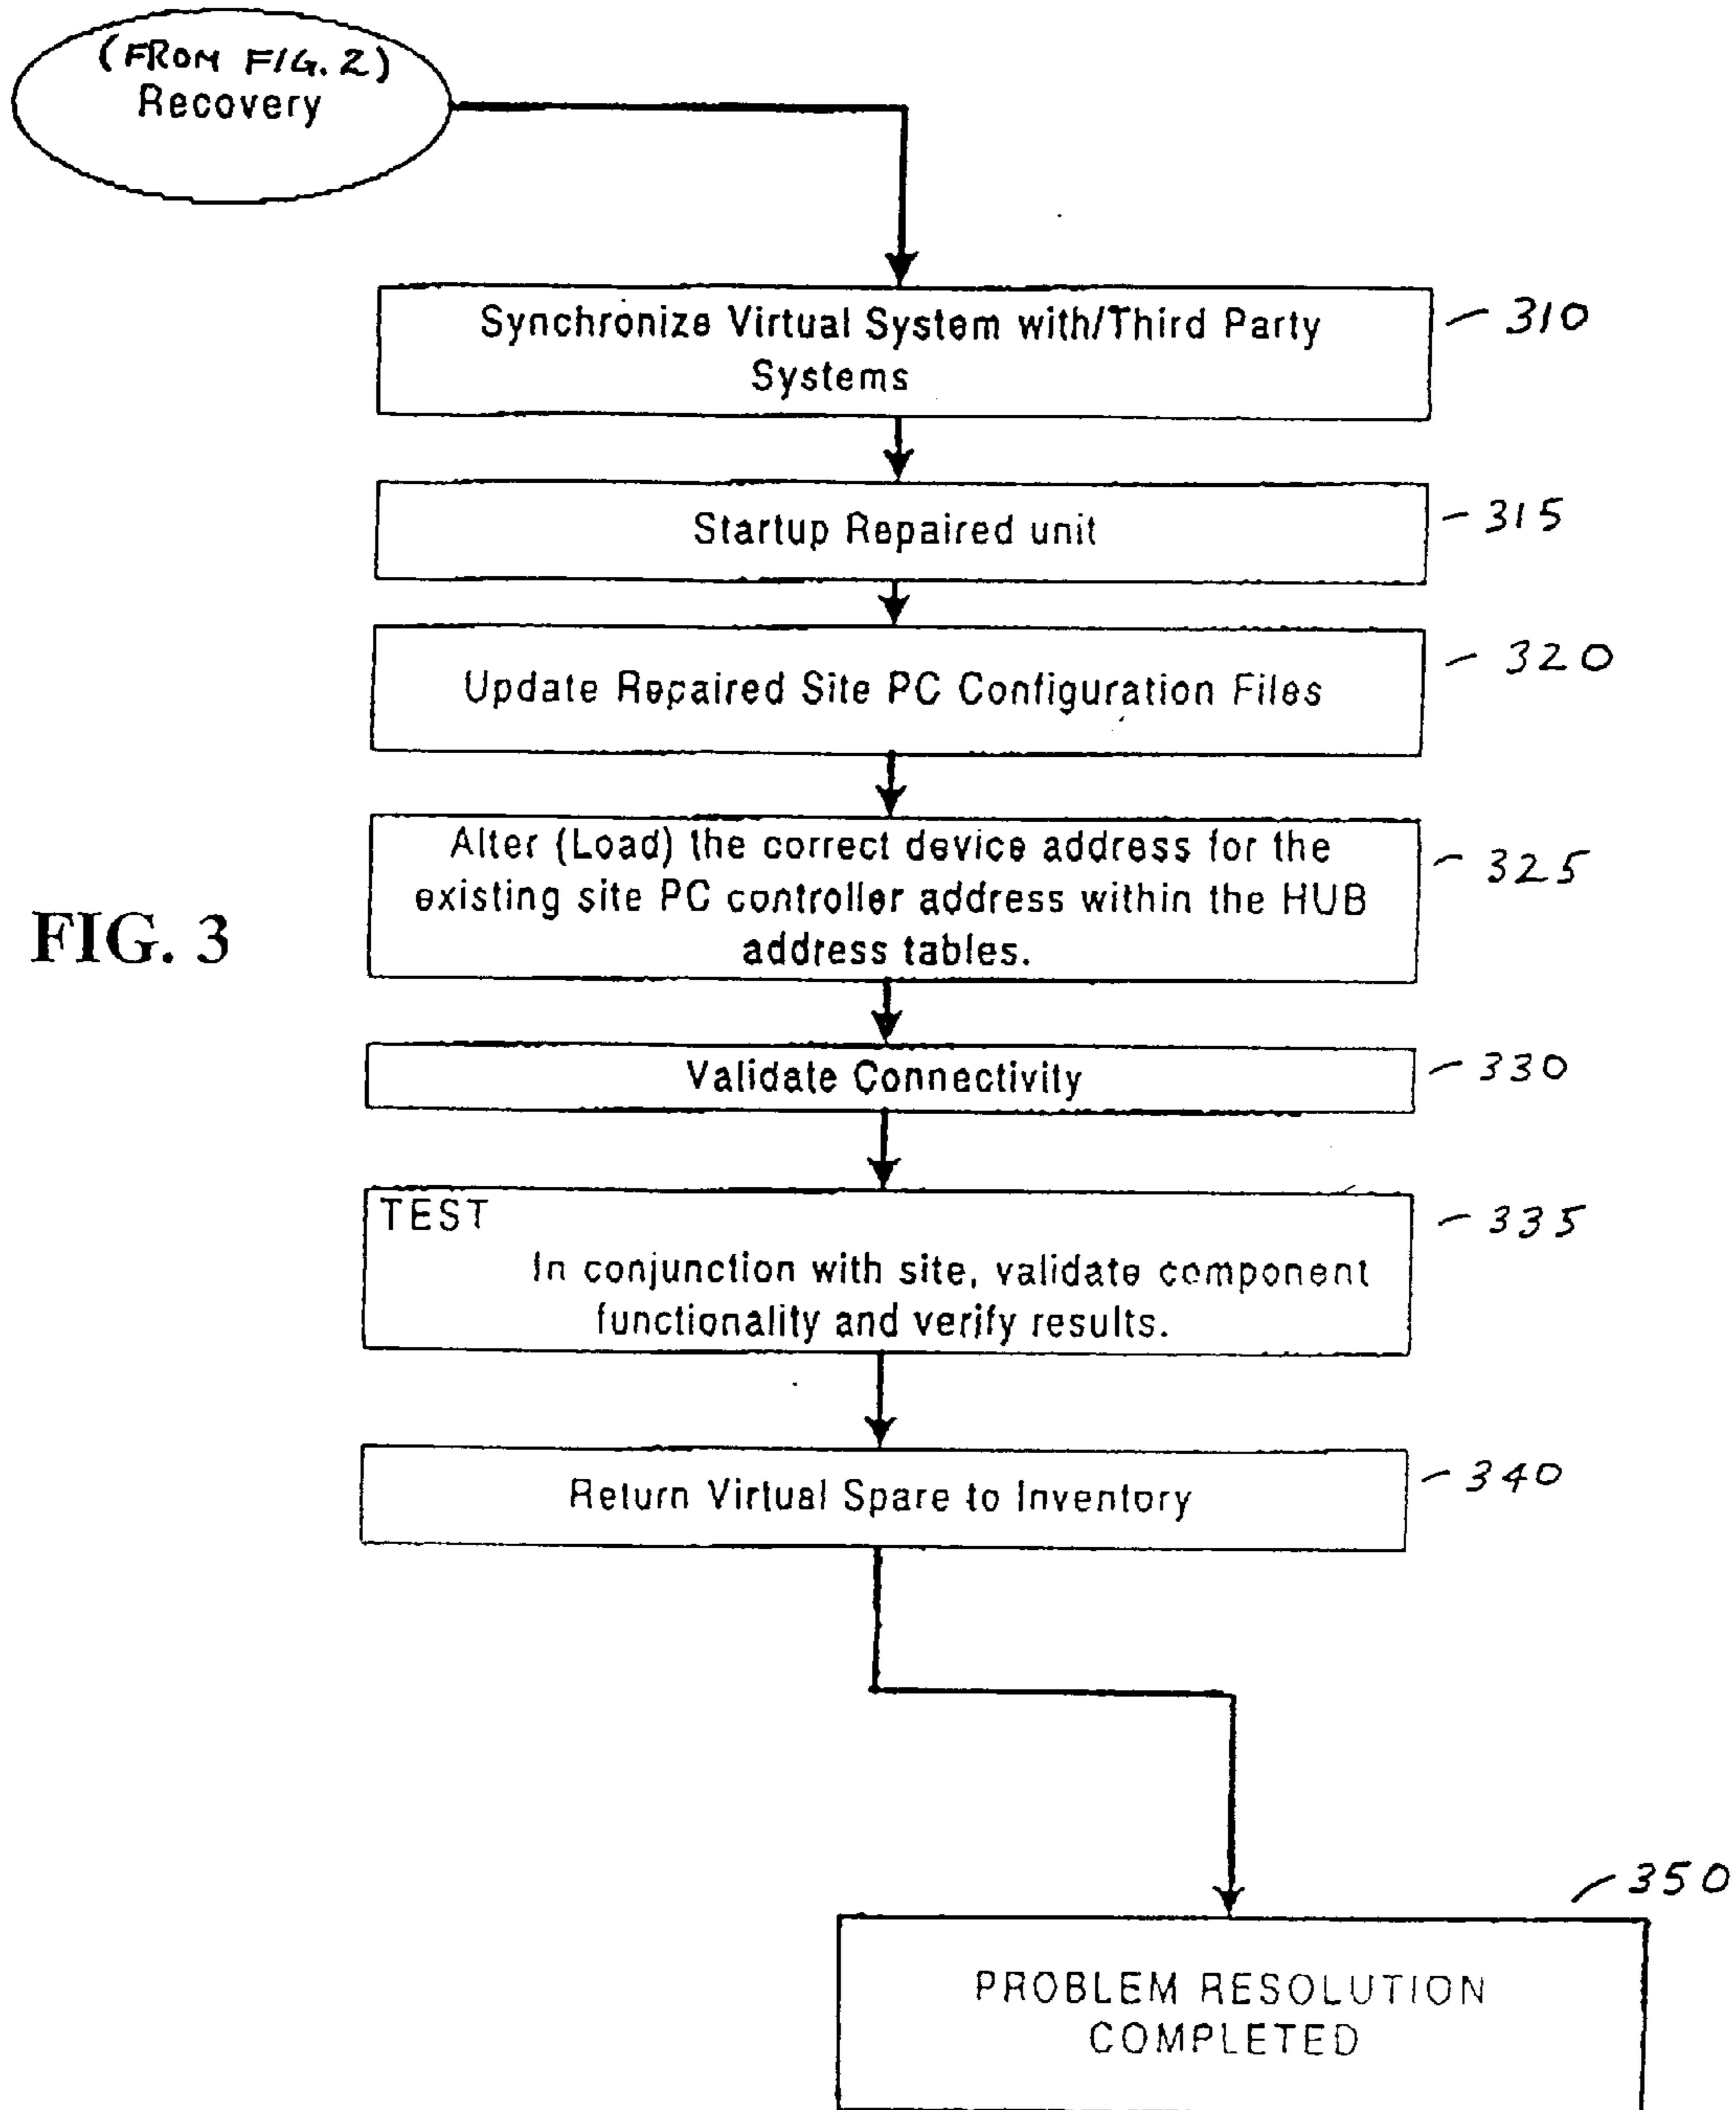 (FROM FIG. 2)
Recovery
Synchronize Virtual System with/Third Party
Systems
310
Startup Repaired unit
315
Update Repaired Site PC Configuration Files
320
Alter (Load) the correct device address for the
existing site PC controller address within the HUB
address tables.
325
FIG. 3
Validate Connectivity
330
TEST
In conjunction with site, validate component
functionality and verify results.
335
Return Virtual Spare to Inventory
340
350
PROBLEM RESOLUTION
COMPLETED